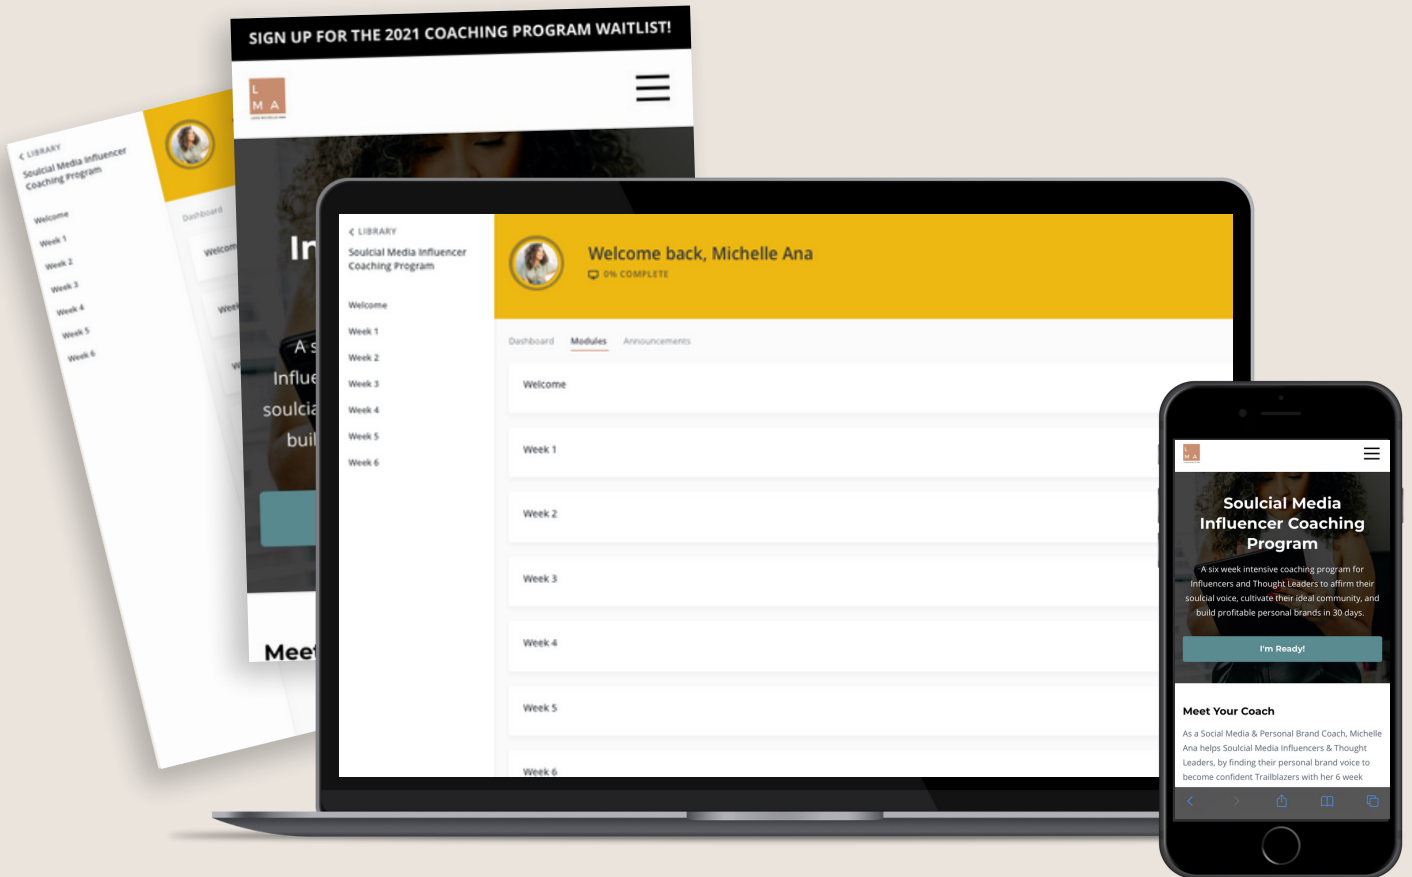 SIGN UP FOR THE 2021 COACHING PROGRAM WAITLIST!
L
M A
< LIBRARY
Soulcial Media Influencer
Coaching Program
Welcome
Week 1
Week 2
Week 3
Week 4
Week 5
Week 6
Dashboard
Welcom
Week
W
In
A s
Influe
soulcia
buil
Meet
< LIBRARY
Soulcial Media Influencer
Coaching Program
Welcome
Week 1
Week 2
Week 3
Week 4
Week 5
Week 6
Welcome back, Michelle Ana
0% COMPLETE
Dashboard Modules Announcements
Welcome
Week 1
Week 2
Week 3
Week 4
Week 5
Week 6
L
M A
Soulcial Media
Influencer Coaching
Program
A six week intensive coaching program for
Influencers and Thought Leaders to affirm their
soulcial voice, cultivate their ideal community, and
build profitable personal brands in 30 days.
I'm Ready!
Meet Your Coach
As a Social Media & Personal Brand Coach, Michelle
Ana helps Soulcial Media Influencers & Thought
Leaders, by finding their personal brand voice to
become confident Trailblazers with her 6 week